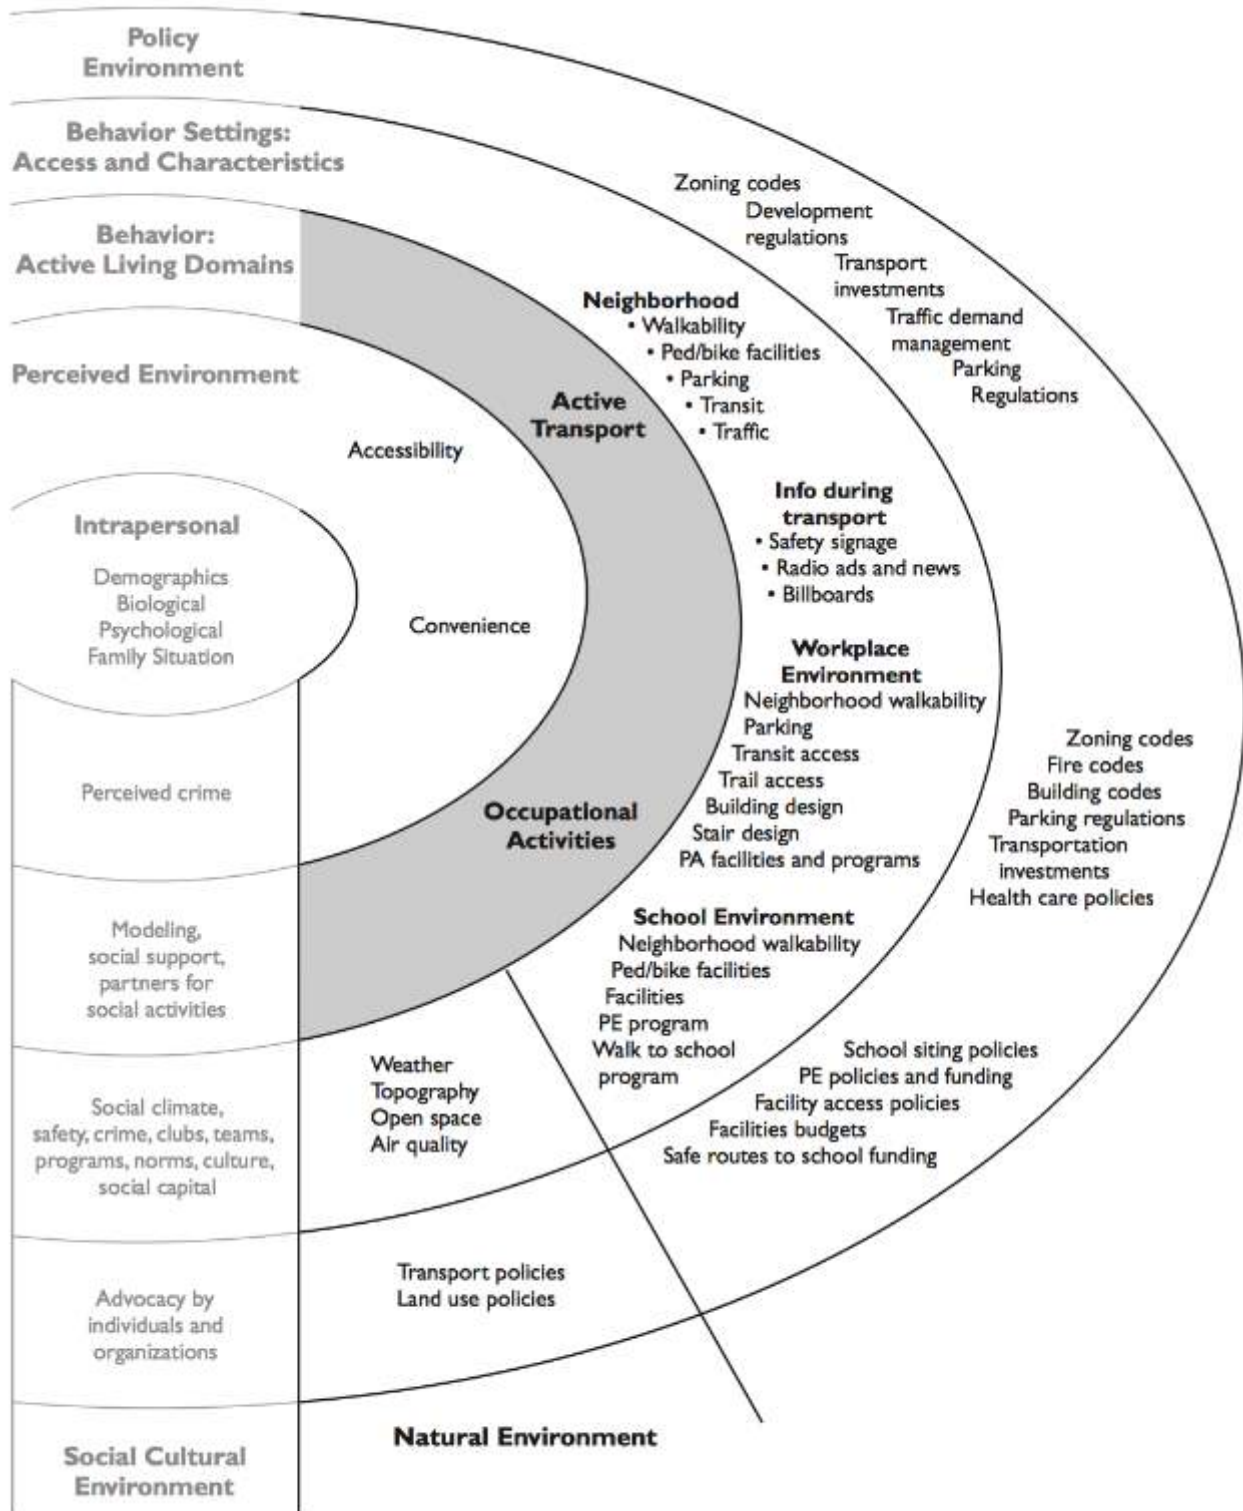 Policy
Environment
Behavior Settings:
Access and Characteristics
Behavior:
Active Living Domains
Perceived Environment
Intrapersonal
Demographics
Biological
Psychological
Family Situation
Perceived crime
Modeling,
social support,
partners for
social activities
Social climate,
safety, crime, clubs, teams,
programs, norms, culture,
social capital
Advocacy by
individuals and
organizations
Social Cultural
Environment
Accessibility
Convenience
Active
Transport
Occupational
Activities
Neighborhood
• Walkability
• Ped/bike facilities
• Parking
• Transit
• Traffic
Info during
transport
• Safety signage
• Radio ads and news
• Billboards
Workplace
Environment
Neighborhood walkability
Parking
Transit access
Trail access
Building design
Stair design
PA facilities and programs
School Environment
Neighborhood walkability
Ped/bike facilities
Facilities
PE program
Walk to school
program
Zoning codes
Development
regulations
Transport
investments
Traffic demand
management
Parking
Regulations
Zoning codes
Fire codes
Building codes
Parking regulations
Transportation
investments
Health care policies
School siting policies
PE policies and funding
Facility access policies
Facilities budgets
Safe routes to school funding
Weather
Topography
Open space
Air quality
Transport policies
Land use policies
Natural Environment